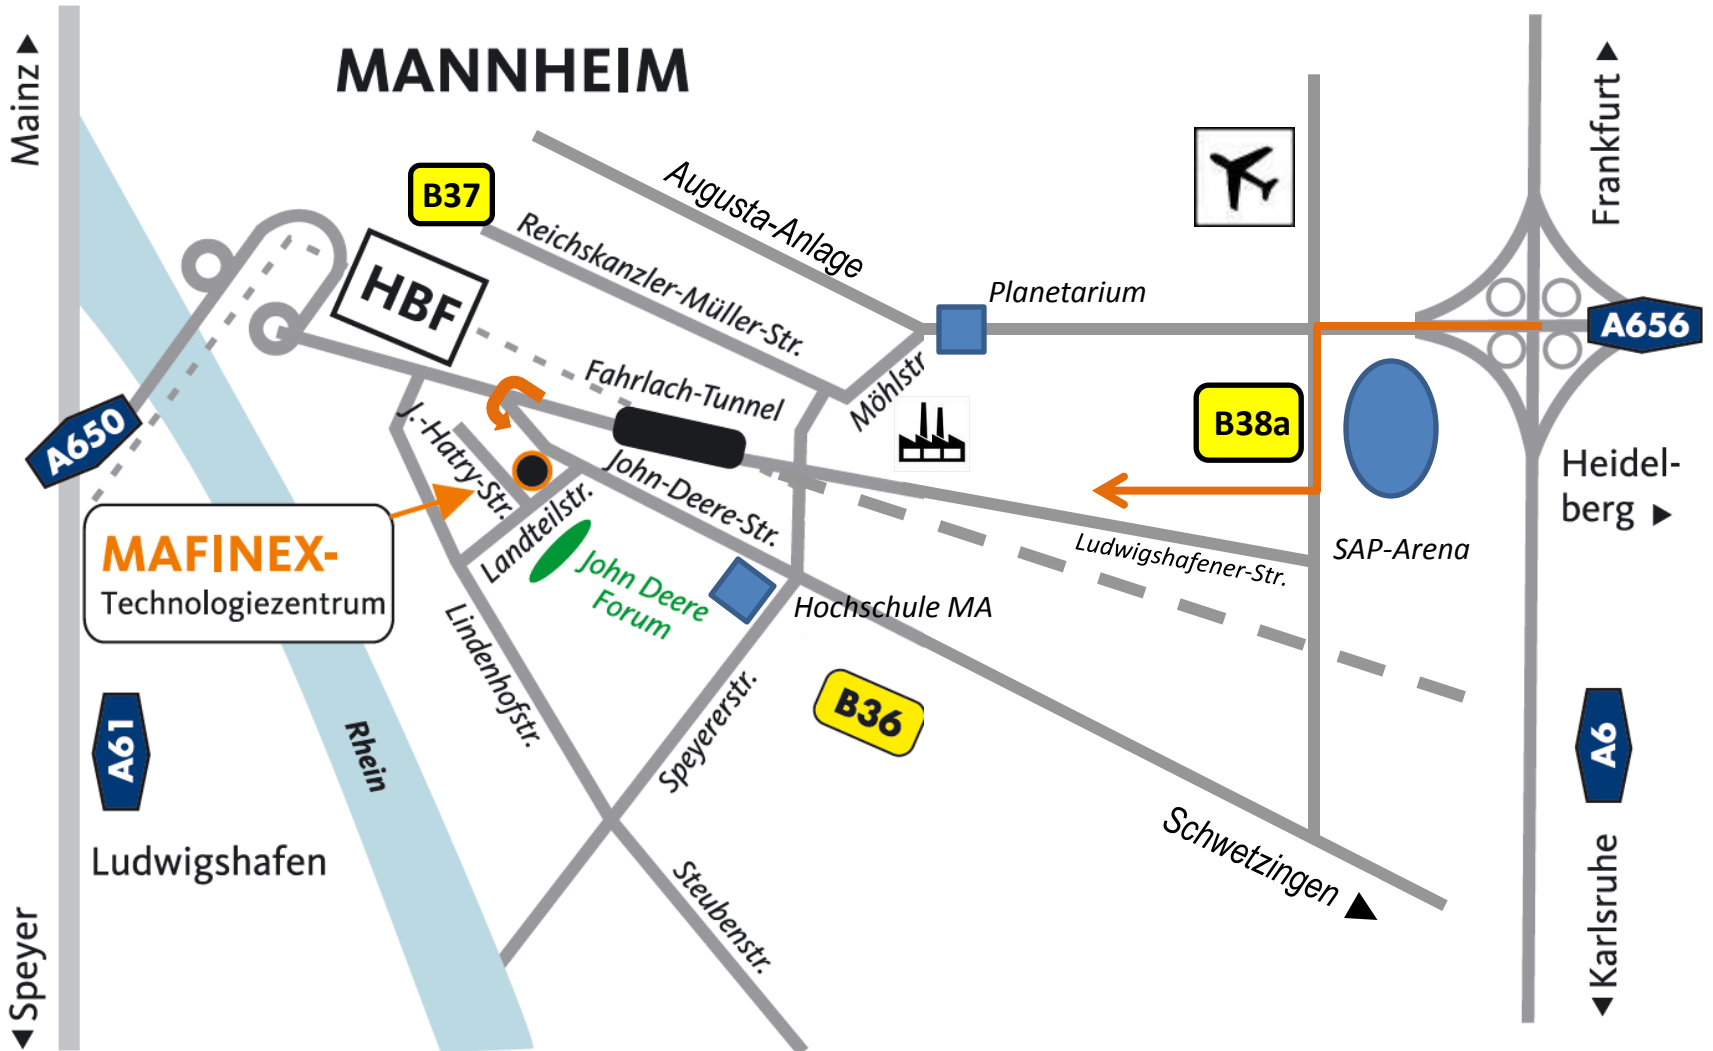 MANNHEIM
Mainz
Frankfurt
B37
Augusta-Anlage
Reichskanzler-Müller-Str.
HBF
Planetarium
A656
Fahrlach-Tunnel
Möhlstr
B38a
A650
J.-Hatry-Str.
John-Deere-Str.
Landteilstr.
Heidel-
berg
MAFINEX-
Technologiezentrum
Ludwigshafener-Str.
SAP-Arena
John Deere
Forum
Hochschule MA
Lindenhofstr.
Speyererstr.
B36
Rhein
A61
A6
Ludwigshafen
Schwetzingen
Steubenstr.
Speyer
Karlsruhe